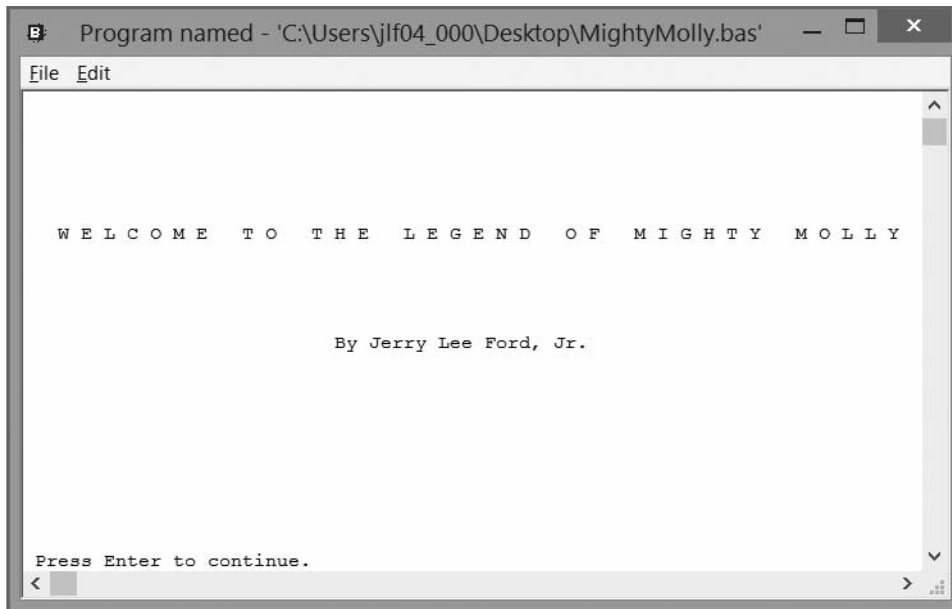 Program named - 'C:\Users\jlf04_000\Desktop\MightyMolly.bas'
File Edit
W E L C O M E   T O   T H E   L E G E N D   O F   M I G H T Y   M O L L Y
By Jerry Lee Ford, Jr.
Press Enter to continue.